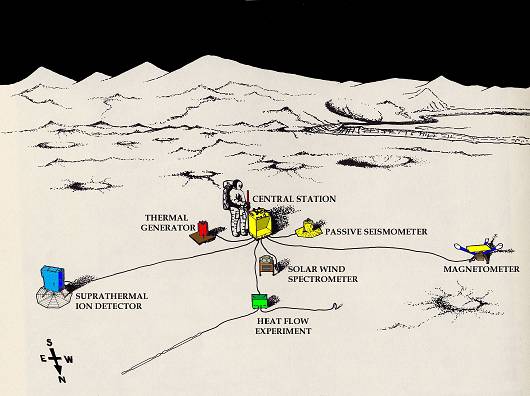 CENTRAL STATION
THERMAL
GENERATOR
PASSIVE SEISMOMETER
SOLAR WIND
SPECTROMETER
MAGNETOMETER
SUPRATHERMAL
ION DETECTOR
HEAT FLOW
EXPERIMENT
S
E W
N